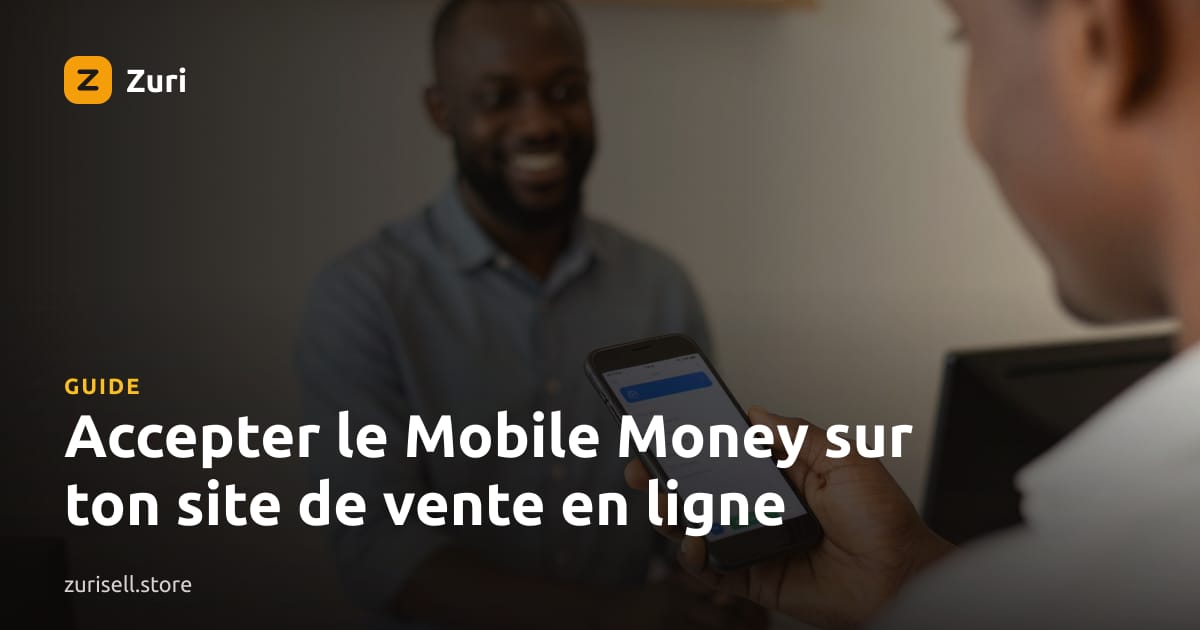 Zuri
GUIDE
Accepter le Mobile Money sur
ton site de vente en ligne
zurisell.store